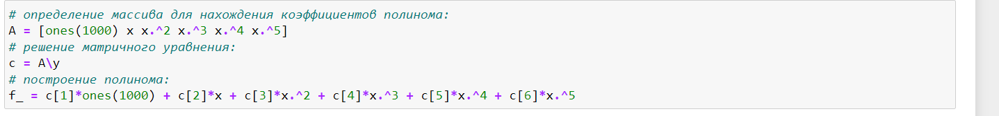 # определение массива для нахождения коэффициентов полинома:
A = [ones(1000) x x.^2 x.^3 x.^4 x.^5]
# решение матричного уравнения:
c = A\y
# построение полинома:
f_ = c[1]*ones(1000) + c[2]*x + c[3]*x.^2 + c[4]*x.^3 + c[5]*x.^4 + c[6]*x.^5